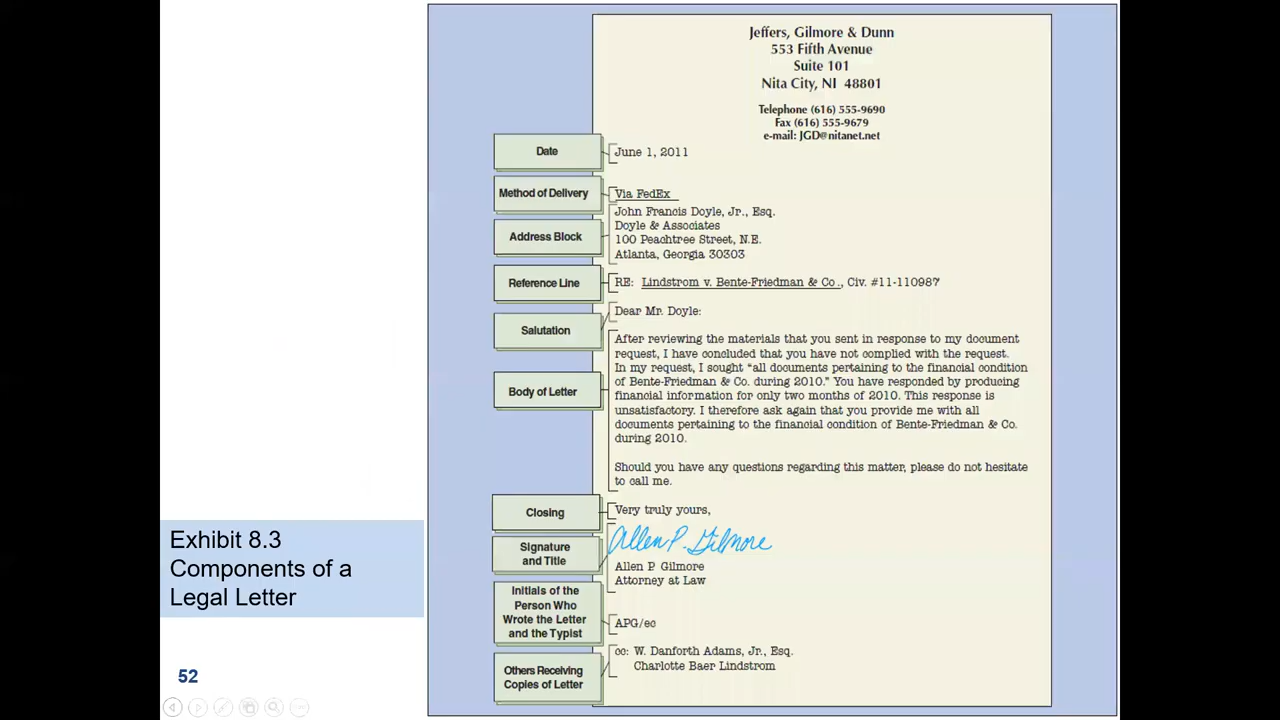 Jeffers, Gilmore & Dunn
553 Fifth Avenue
Suite 101
Nita City, NI 48801
Telephone (616) 555-9690
Fax (616) 555-9679
e-mail: JGD@nitanet.net
Date
June 1, 2011
Method of Delivery
Via FedEx
Address Block
John Francis Doyle, Jr., Esq.
Doyle & Associates
100 Peachtree Street, N.E.
Atlanta, Georgia 30303
Reference Line
RE: Lindstrom v. Bente-Friedman & Co., Civ. #11-110987
Salutation
Dear Mr. Doyle:
Body of Letter
After reviewing the materials that you sent in response to my document
request, I have concluded that you have not complied with the request.
In my request, I sought “all documents pertaining to the financial condition
of Bente-Friedman & Co. during 2010.” You have responded by producing
financial information for only two months of 2010. This response is
unsatisfactory. I therefore ask again that you provide me with all
documents pertaining to the financial condition of Bente-Friedman & Co.
during 2010.
Should you have any questions regarding this matter, please do not hesitate
to call me.
Closing
Very truly yours,
Signature
and Title
Allen P. Gilmore
Allen P. Gilmore
Attorney at Law
Initials of the
Person Who
Wrote the Letter
and the Typist
APG/ec
Others Receiving
Copies of Letter
cc: W. Danforth Adams, Jr., Esq.
Charlotte Baer Lindstrom
Exhibit 8.3
Components of a
Legal Letter
52